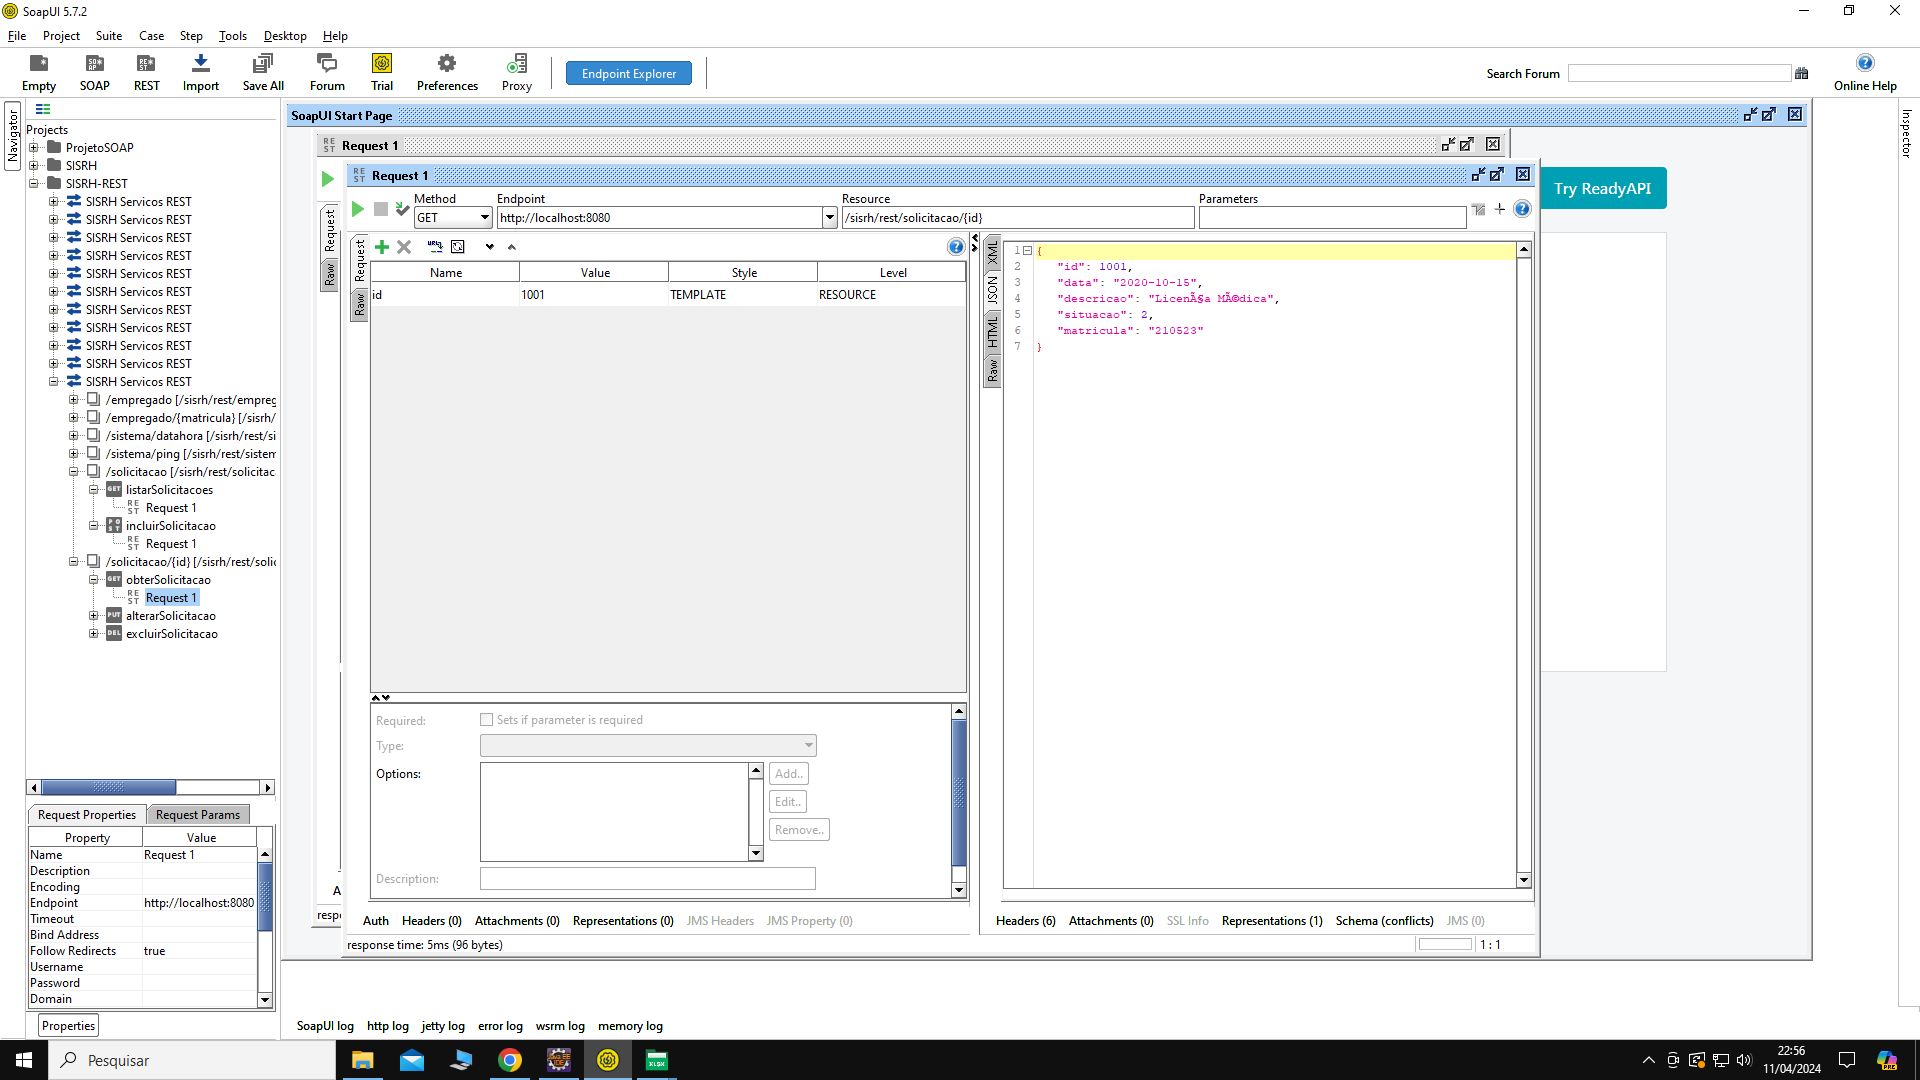 SoapUI 5.7.2
File Project Suite Case Step Tools Desktop Help
Empty SOAP REST Import Save All Forum Trial Preferences Proxy Endpoint Explorer Search Forum Online Help
Navigator
Inspector
Projects
ProjetoSOAP
SISRH
SISRH-REST
SISRH Servicos REST
SISRH Servicos REST
SISRH Servicos REST
SISRH Servicos REST
SISRH Servicos REST
SISRH Servicos REST
SISRH Servicos REST
SISRH Servicos REST
SISRH Servicos REST
SISRH Servicos REST
SISRH Servicos REST
/empregado [/sisrh/rest/empreg
/empregado/{matricula} [/sisrh/
/sistema/datahora [/sisrh/rest/si
/sistema/ping [/sisrh/rest/sistem
/solicitacao [/sisrh/rest/solicitac
GET listarSolicitacoes
REST Request 1
POST incluirSolicitacao
REST Request 1
/solicitacao/{id} [/sisrh/rest/solic
GET obterSolicitacao
REST Request 1
PUT alterarSolicitacao
DEL excluirSolicitacao
Request Properties Request Params
Property Value
Name Request 1
Description
Encoding
Endpoint http://localhost:8080
Timeout
Bind Address
Follow Redirects true
Username
Password
Domain
Properties
SoapUI Start Page
REST Request 1
Request
Raw
A
resp
Try ReadyAPI
REST Request 1
Method Endpoint Resource Parameters
GET http://localhost:8080 /sisrh/rest/solicitacao/{id}
Request
Raw
Name Value Style Level
id 1001 TEMPLATE RESOURCE
Required: Sets if parameter is required
Type:
Options: Add..
Edit..
Remove..
Description:
Auth Headers (0) Attachments (0) Representations (0) JMS Headers JMS Property (0)
XML
JSON
HTML
Raw
1 {
2 "id": 1001,
3 "data": "2020-10-15",
4 "descricao": "LicenÃ§a MÃ©dica",
5 "situacao": 2,
6 "matricula": "210523"
7 }
Headers (6) Attachments (0) SSL Info Representations (1) Schema (conflicts) JMS (0)
response time: 5ms (96 bytes) 1 : 1
SoapUI log http log jetty log error log wsrm log memory log
Pesquisar
22:56
11/04/2024